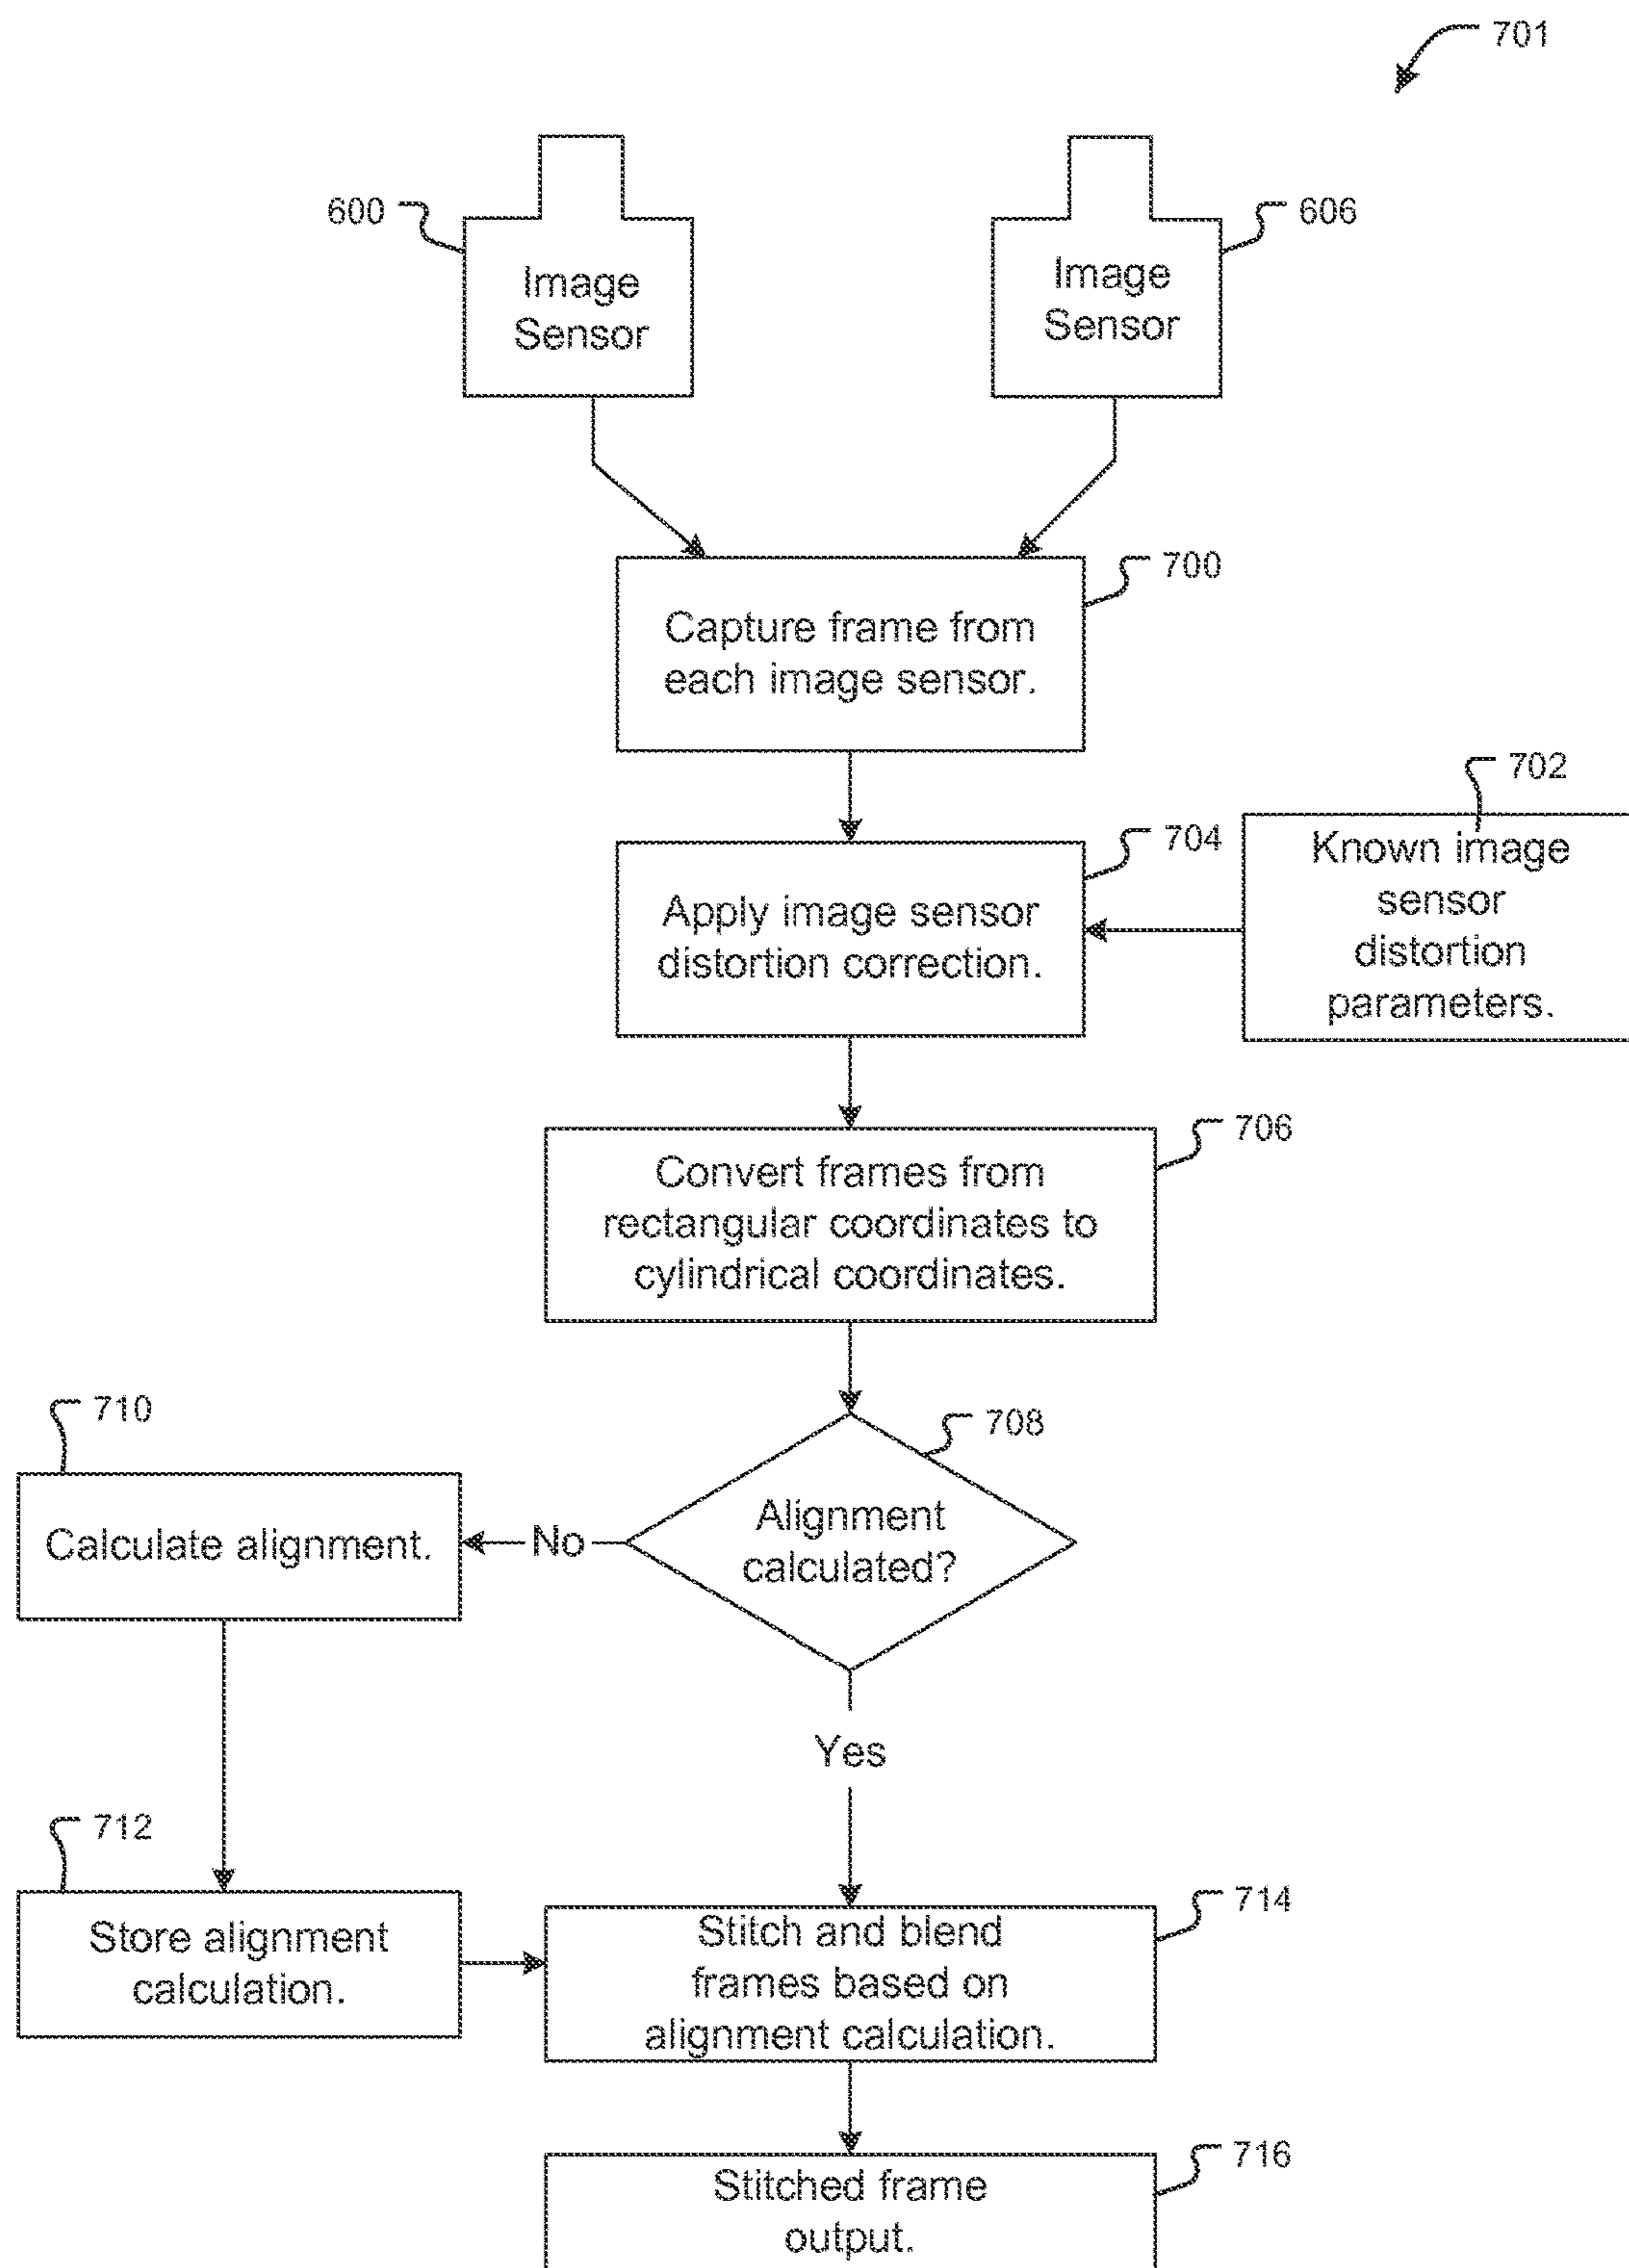 701
600
606
Image
Sensor
Image
Sensor
700
Capture frame from
each image sensor.
702
704
Known image
sensor
distortion
parameters.
Apply image sensor
distortion correction.
706
Convert frames from
rectangular coordinates to
cylindrical coordinates.
710
708
Calculate alignment.
No
Alignment
calculated?
Yes
712
714
Store alignment
calculation.
Stitch and blend
frames based on
alignment calculation.
716
Stitched frame
output.